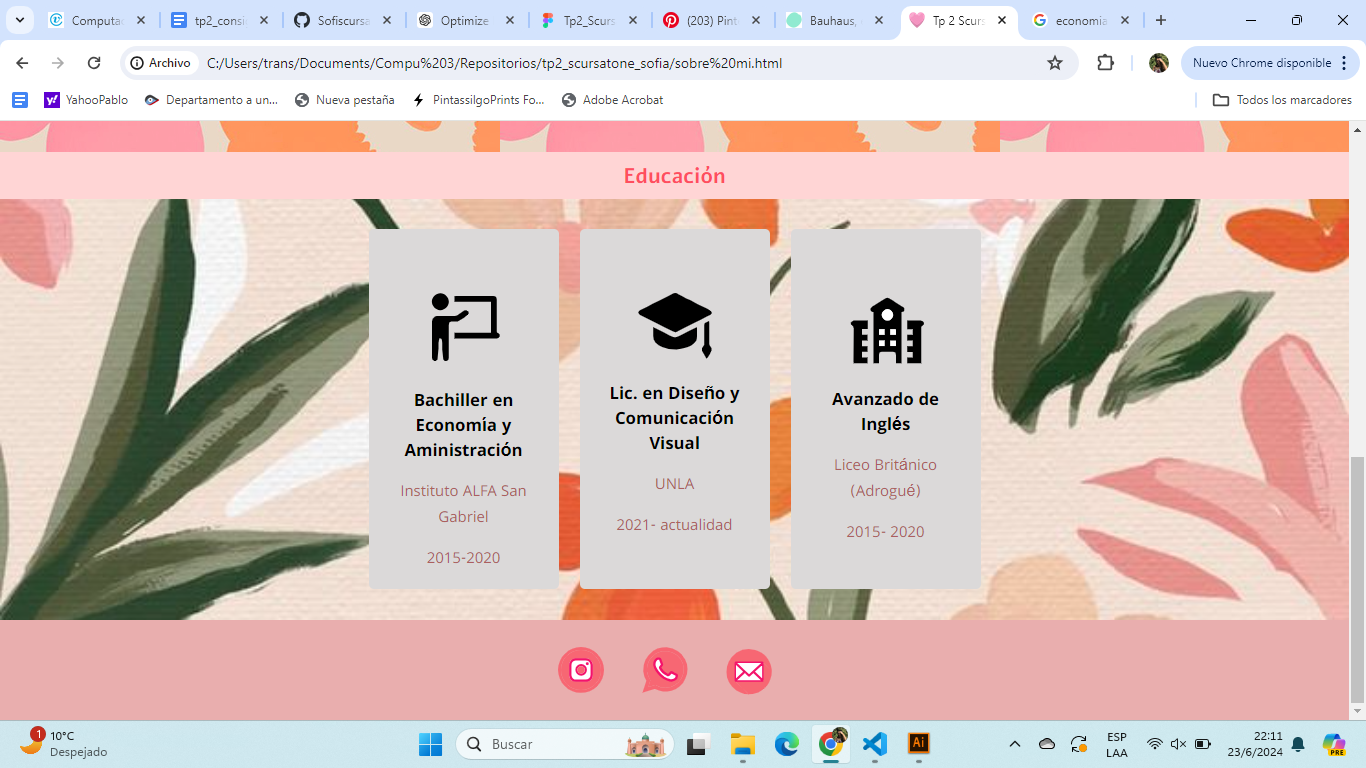 Computac
tp2_consi
Sofiscursa
Optimize
Tp2_Scurs
(203) Pint
Bauhaus,
Tp 2 Scurs
economia
Archivo
C:/Users/trans/Documents/Compu%203/Repositorios/tp2_scursatone_sofia/sobre%20mi.html
Nuevo Chrome disponible
YahooPablo
Departamento a un...
Nueva pestaña
PintassilgoPrints Fo...
Adobe Acrobat
Todos los marcadores
Educación
Bachiller en
Economía y
Aministración
Instituto ALFA San
Gabriel
2015-2020
Lic. en Diseño y
Comunicación
Visual
UNLA
2021- actualidad
Avanzado de
Inglés
Liceo Británico
(Adrogué)
2015- 2020
1
10°C
Despejado
Buscar
Ai
ESP
LAA
22:11
23/6/2024
PRE